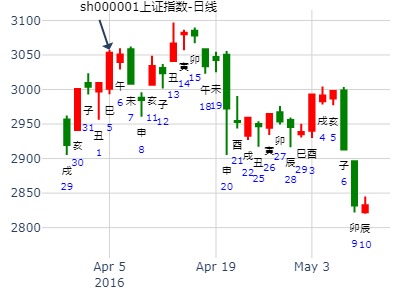 sh000001上证指数-日线
3100
3050
3000
2950
2900
2850
2800
戌
29
亥
30
子
31
丑
1
巳
5
午
6
未
7
申
8
亥
11
子
12
丑
13
寅
14
卯
15
午
18
未
19
申
20
酉
21
戌
22
丑
25
寅
26
卯
27
辰
28
巳
29
酉
3
戌
4
亥
5
子
6
卯
9
辰
10
Apr 5
2016
Apr 19
May 3